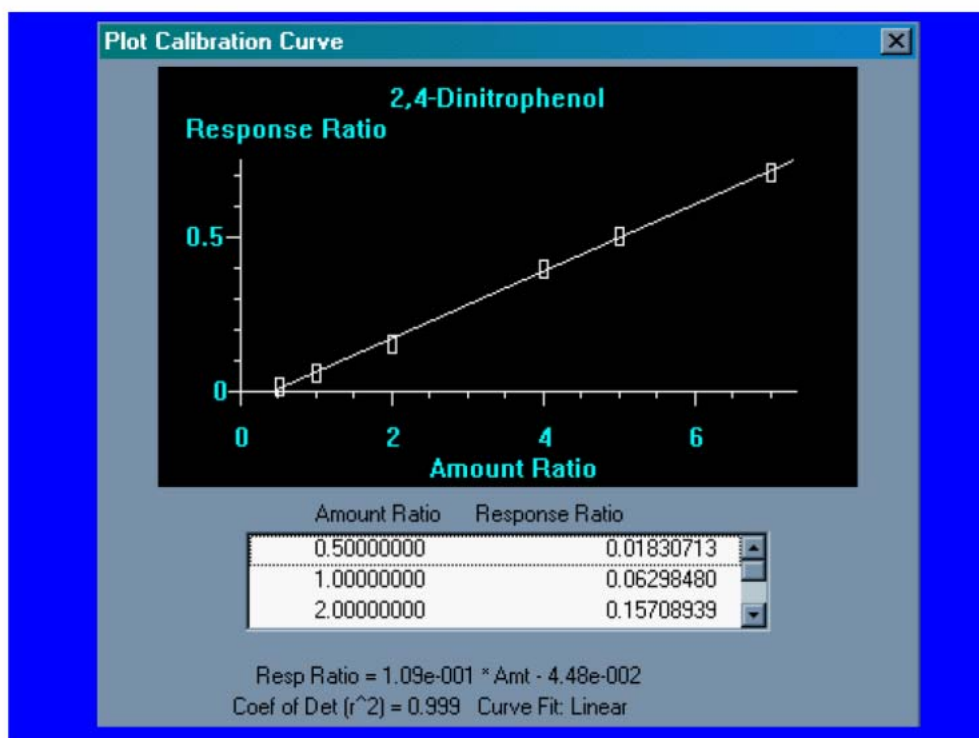 Plot Calibration Curve
2,4-Dinitrophenol
Response Ratio
0.5
0
0 2 4 6
Amount Ratio
Amount Ratio Response Ratio
0.50000000 0.01830713
1.00000000 0.06298480
2.00000000 0.15708939
Resp Ratio = 1.09e-001 * Amt - 4.48e-002
Coef of Det (r^2) = 0.999 Curve Fit: Linear